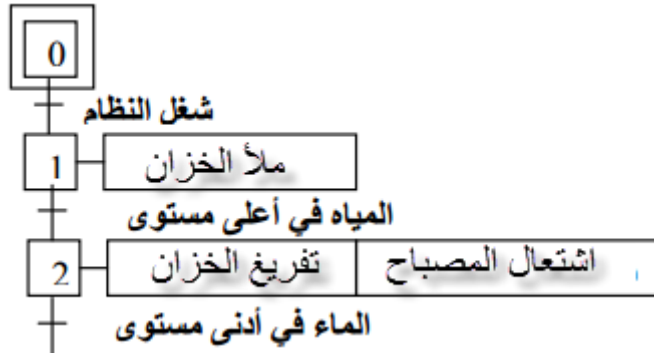 0
شغل النظام
1 ملأ الخزان
المياه في أعلى مستوى
2 تفريغ الخزان اشتعال المصباح
الماء في أدنى مستوى